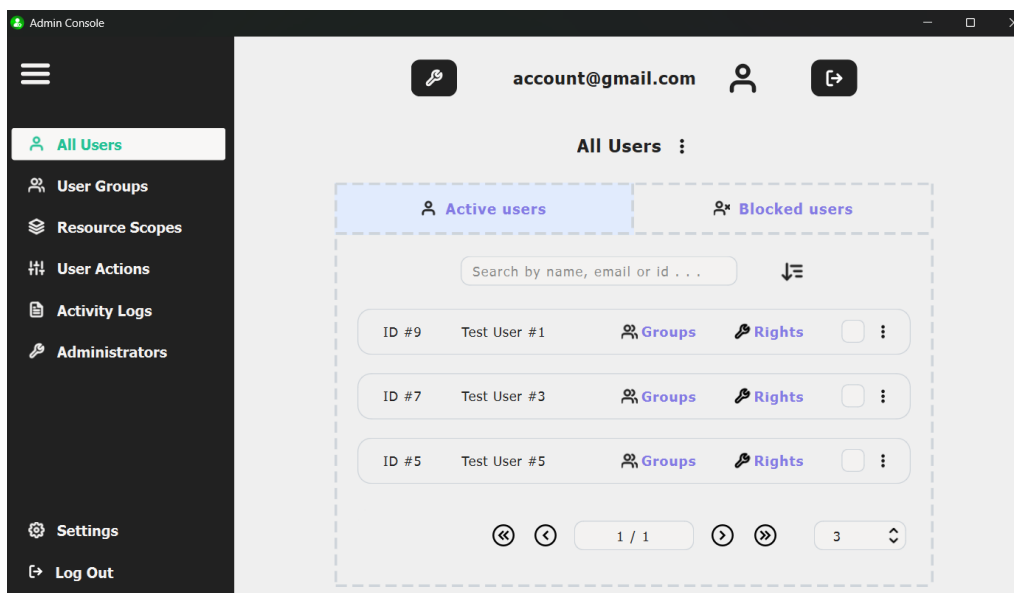 Admin Console
account@gmail.com
All Users
User Groups
Resource Scopes
User Actions
Activity Logs
Administrators
Settings
Log Out
All Users
Active users
Blocked users
Search by name, email or id . . .
ID #9 Test User #1 Groups Rights
ID #7 Test User #3 Groups Rights
ID #5 Test User #5 Groups Rights
1 / 1
3